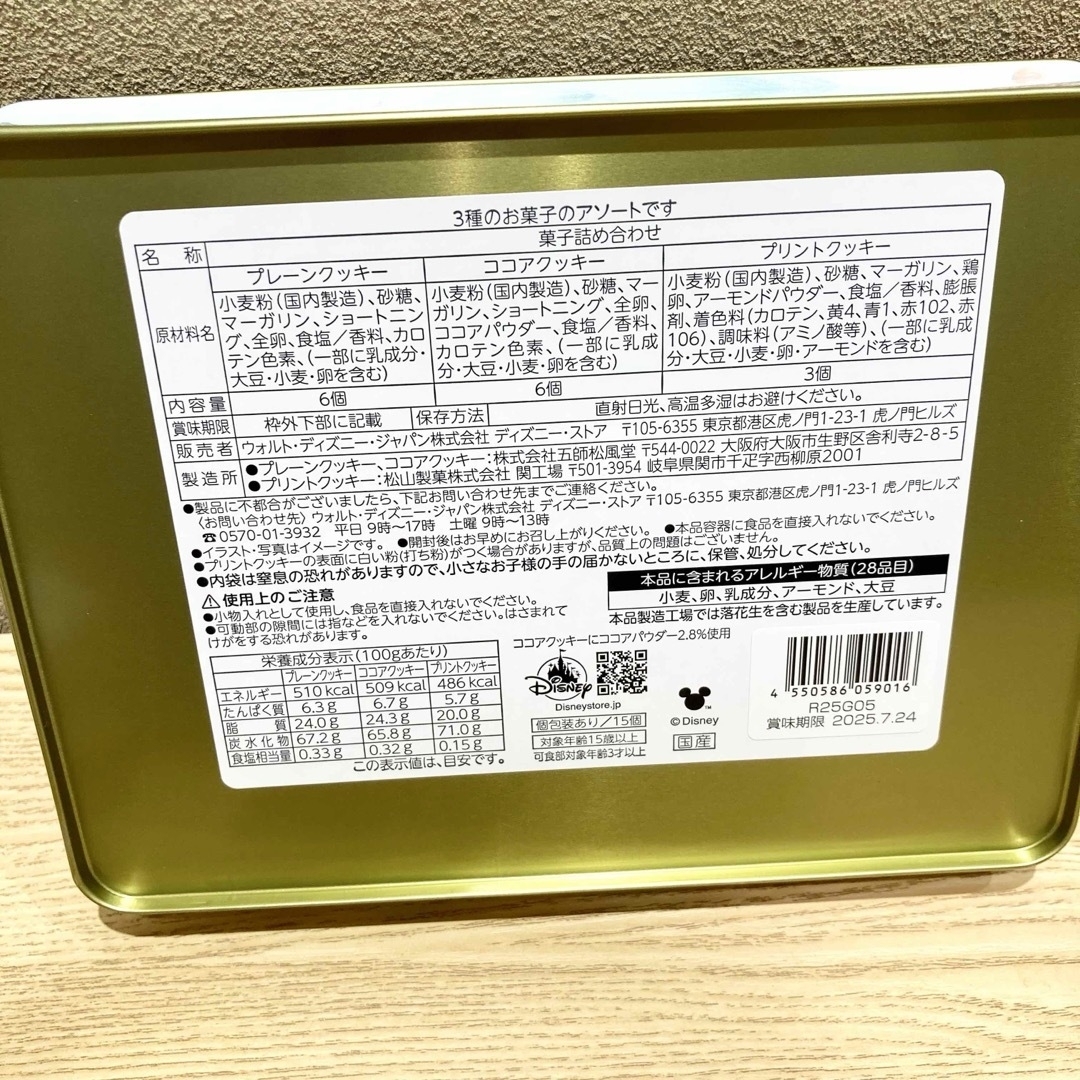 3種のお菓子のアソートです
名 称 菓子詰め合わせ
原材料名
プレーンクッキー
小麦粉(国内製造)、砂糖、
マーガリン、ショートニン
グ、全卵、食塩／香料、カロ
テン色素、(一部に乳成分・
大豆・小麦・卵を含む)
ココアクッキー
小麦粉(国内製造)、砂糖、マー
ガリン、ショートニング、全卵、
ココアパウダー、食塩／香料、
カロテン色素、(一部に乳成
分・大豆・小麦・卵を含む)
プリントクッキー
小麦粉(国内製造)、砂糖、マーガリン、鶏
卵、アーモンドパウダー、食塩／香料、膨脹
剤、着色料(カロテン、黄4、青1、赤102、赤
106)、調味料(アミノ酸等)、(一部に乳成
分・大豆・小麦・卵・アーモンドを含む)
内容量 6個 6個 3個
賞味期限 枠外下部に記載 保存方法 直射日光、高温多湿はお避けください。
販売者 ウォルト・ディズニー・ジャパン株式会社 ディズニー・ストア 〒105-6355 東京都港区虎ノ門1-23-1 虎ノ門ヒルズ
製造所
●プレーンクッキー、ココアクッキー:株式会社五師松風堂 〒544-0022 大阪府大阪市生野区舎利寺2-8-5
●プリントクッキー:松山製菓株式会社 関工場 〒501-3954 岐阜県関市千疋字西柳原2001
●製品に不都合がございましたら、下記お問い合わせ先までご連絡ください。
〈お問い合わせ先〉ウォルト・ディズニー・ジャパン株式会社 ディズニー・ストア 〒105-6355 東京都港区虎ノ門1-23-1 虎ノ門ヒルズ
☎0570-01-3932 平日 9時〜17時 土曜 9時〜13時
●イラスト・写真はイメージです。 ●開封後はお早めにお召し上がりください。 ●本品容器に食品を直接入れないでください。
●プリントクッキーの表面に白い粉(打ち粉)がつく場合がありますが、品質上の問題はございません。
●内袋は窒息の恐れがありますので、小さなお子様の手の届かないところに、保管、処分してください。
⚠使用上のご注意
●小物入れとして使用し、食品を直接入れないでください。
●可動部の隙間には指などを入れないでください。はさまれて
けがをする恐れがあります。
本品に含まれるアレルギー物質(28品目)
小麦、卵、乳成分、アーモンド、大豆
本品製造工場では落花生を含む製品を生産しています。
栄養成分表示(100gあたり)
プレーンクッキー ココアクッキー プリントクッキー
エネルギー 510 kcal 509 kcal 486 kcal
たんぱく質 6.3 g 6.7 g 5.7 g
脂 質 24.0 g 24.3 g 20.0 g
炭水化物 67.2 g 65.8 g 71.0 g
食塩相当量 0.33 g 0.32 g 0.15 g
この表示値は、目安です。
ココアクッキーにココアパウダー2.8%使用
Disney
Disneystore.jp
個包装あり／15個
対象年齢15歳以上
可食部対象年齢3才以上
TM
©Disney
国産
4 550586 059016
R25G05
賞味期限 2025.7.24